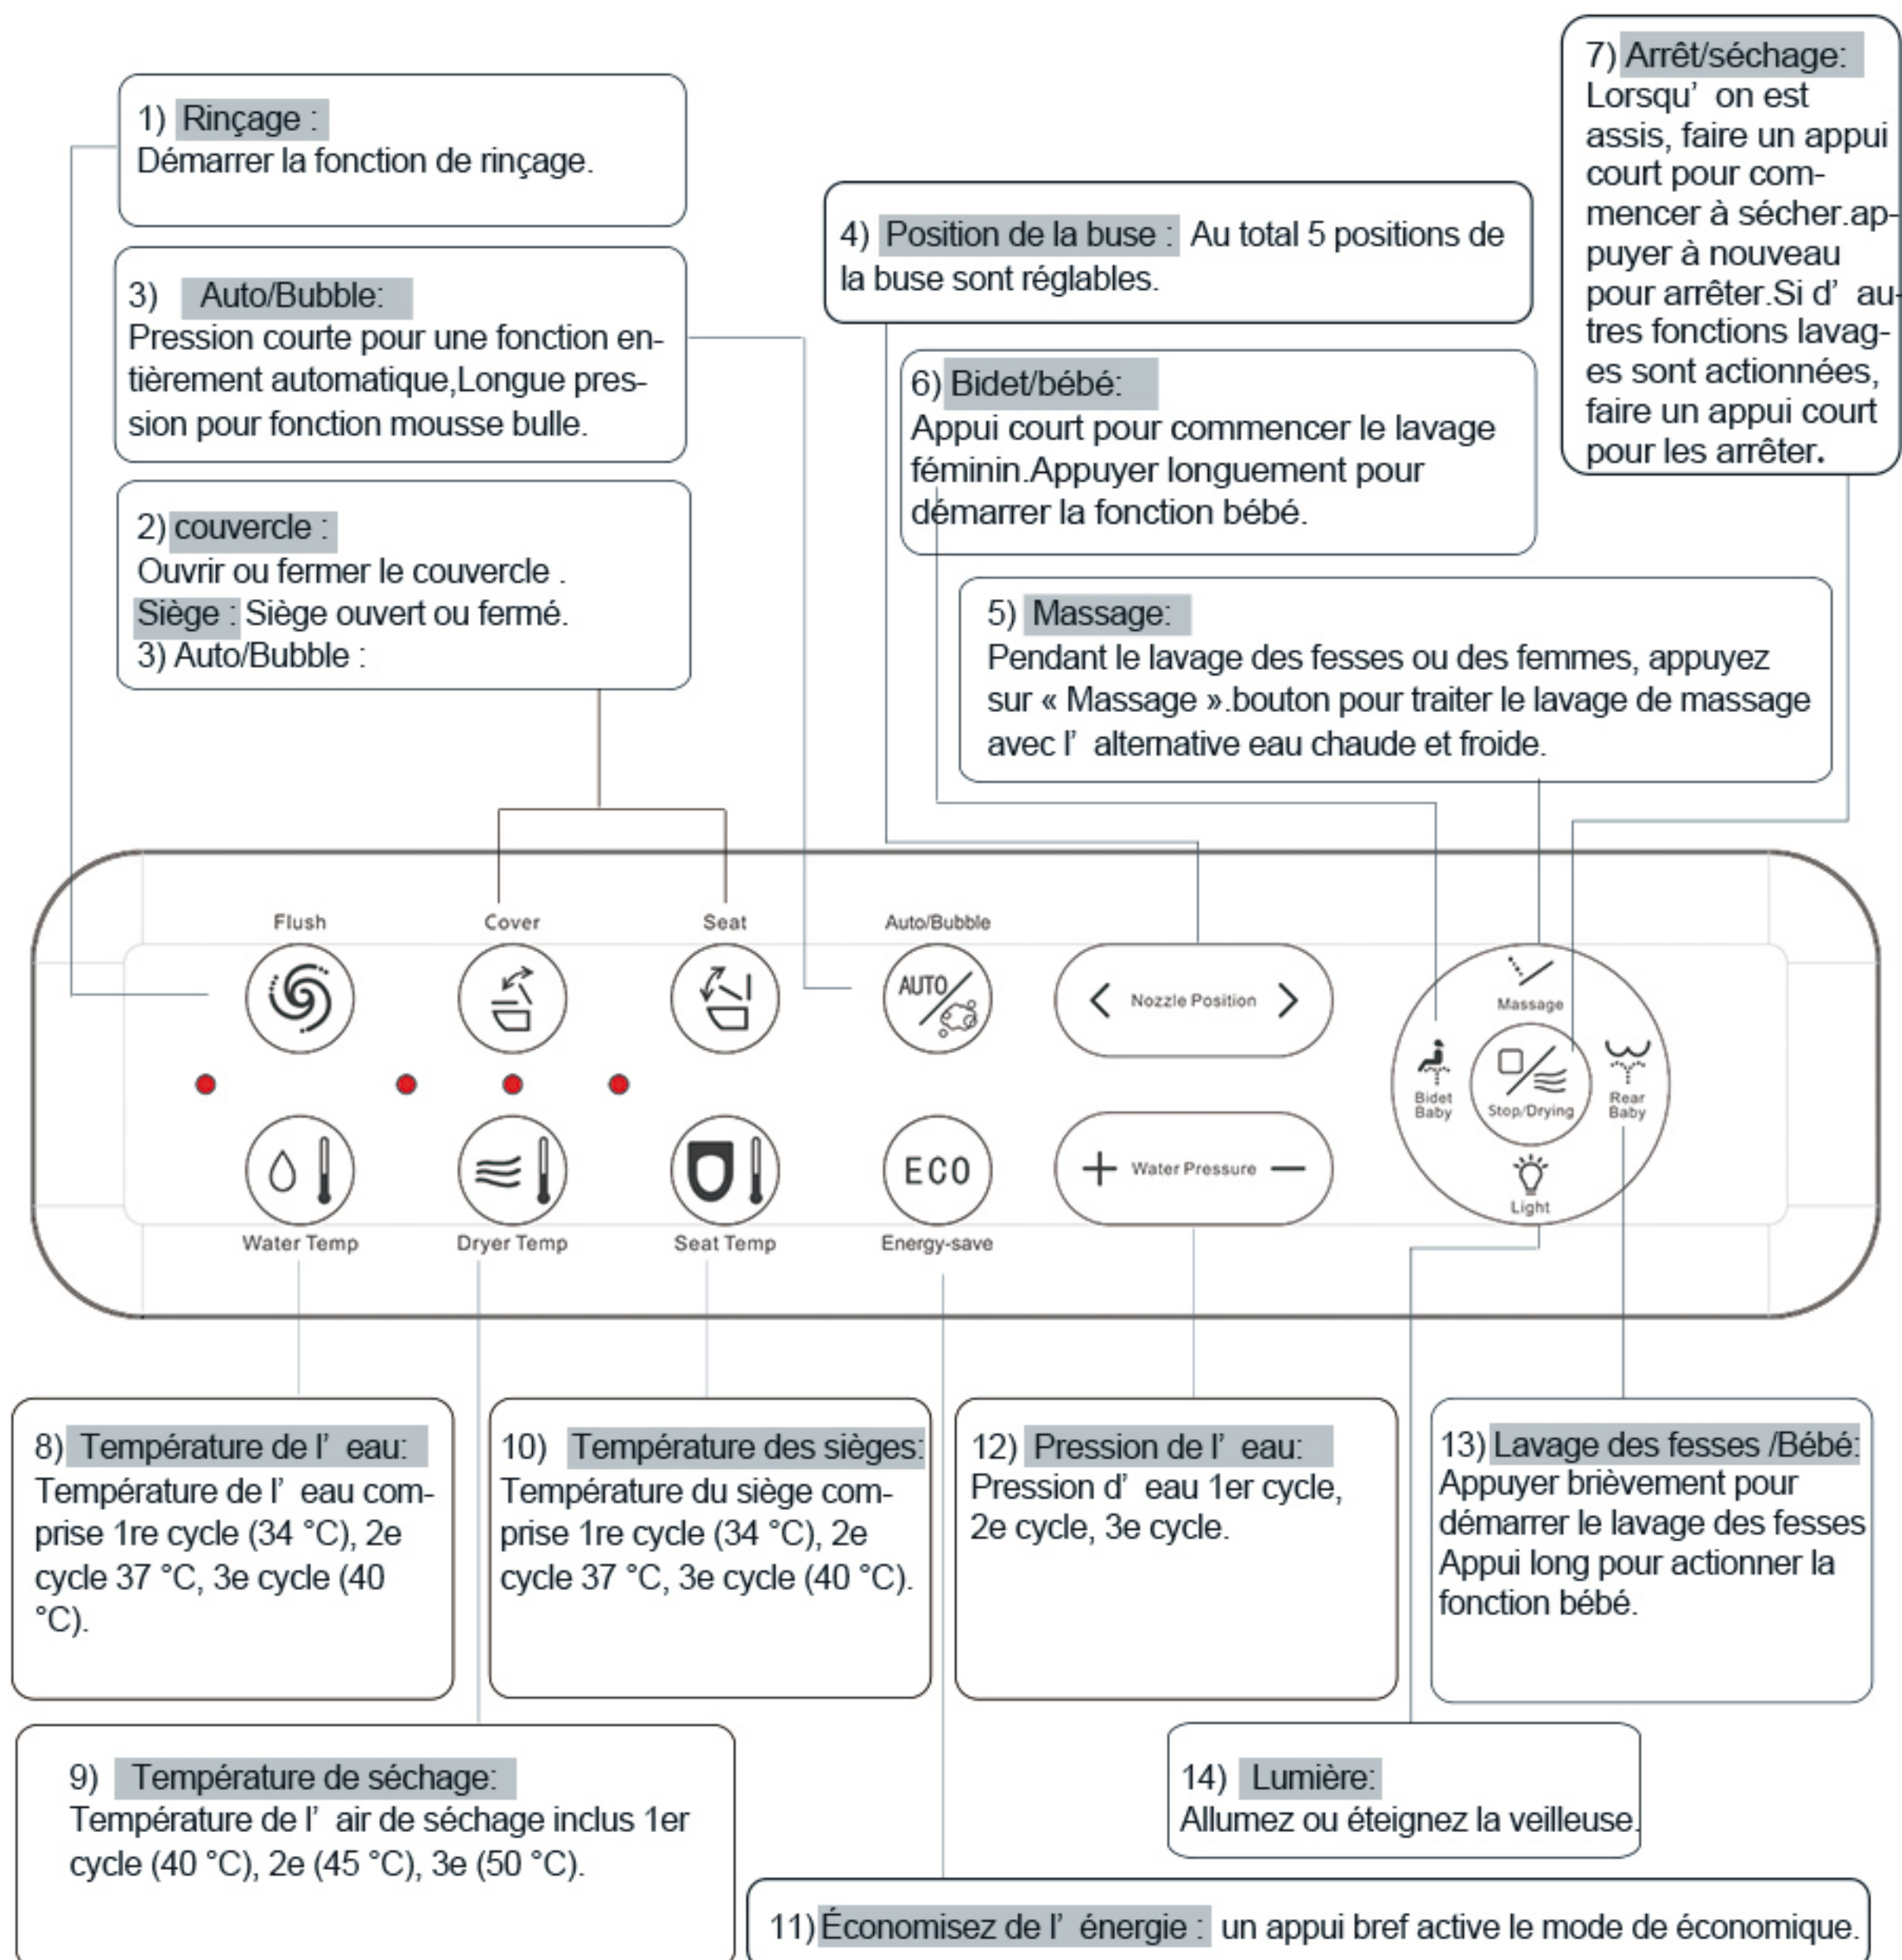 1) Rinçage :
Démarrer la fonction de rinçage.
3) Auto/Bubble:
Pression courte pour une fonction en-
tièrement automatique,Longue pres-
sion pour fonction mousse bulle.
2) couvercle :
Ouvrir ou fermer le couvercle .
Siège : Siège ouvert ou fermé.
3) Auto/Bubble :
4) Position de la buse : Au total 5 positions de
la buse sont réglables.
6) Bidet/bébé:
Appui court pour commencer le lavage
féminin.Appuyer longuement pour
démarrer la fonction bébé.
5) Massage:
Pendant le lavage des fesses ou des femmes, appuyez
sur « Massage ».bouton pour traiter le lavage de massage
avec l’ alternative eau chaude et froide.
7) Arrêt/séchage:
Lorsqu’ on est
assis, faire un appui
court pour com-
mencer à sécher.ap-
puyer à nouveau
pour arrêter.Si d’ au-
tres fonctions lavag-
es sont actionnées,
faire un appui court
pour les arrêter.
Flush
Cover
Seat
Auto/Bubble
AUTO
Nozzle Position
Massage
Bidet
Baby
Stop/Drying
Rear
Baby
Light
ECO
+ Water Pressure —
Water Temp
Dryer Temp
Seat Temp
Energy-save
8) Température de l’ eau:
Température de l’ eau com-
prise 1re cycle (34 °C), 2e
cycle 37 °C, 3e cycle (40
°C).
10) Température des sièges:
Température du siège com-
prise 1re cycle (34 °C), 2e
cycle 37 °C, 3e cycle (40 °C).
12) Pression de l’ eau:
Pression d’ eau 1er cycle,
2e cycle, 3e cycle.
13) Lavage des fesses /Bébé:
Appuyer brièvement pour
démarrer le lavage des fesses
Appui long pour actionner la
fonction bébé.
9) Température de séchage:
Température de l’ air de séchage inclus 1er
cycle (40 °C), 2e (45 °C), 3e (50 °C).
14) Lumière:
Allumez ou éteignez la veilleuse.
11) Économisez de l’ énergie : un appui bref active le mode de économique.